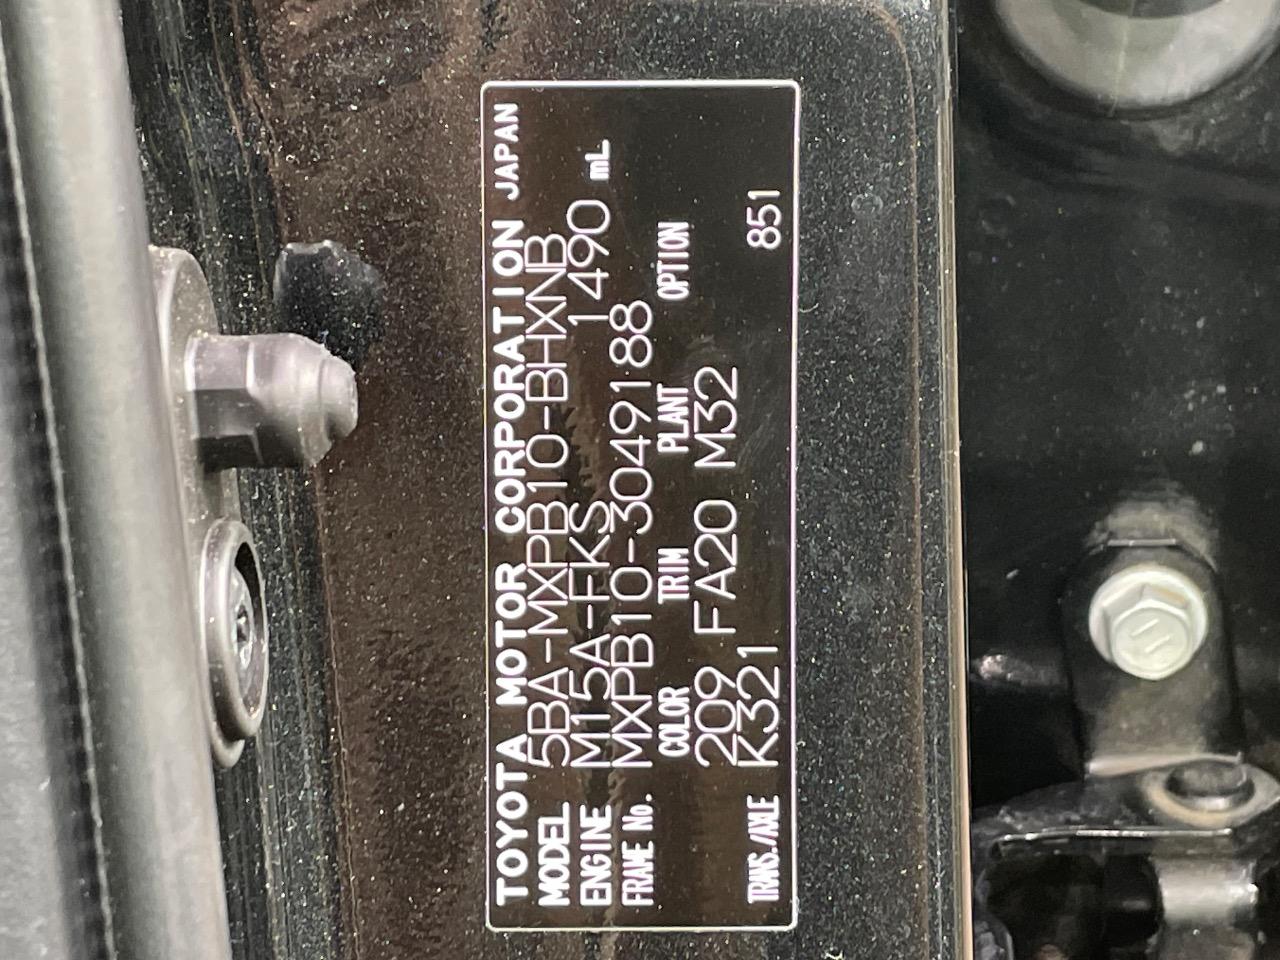 TOYOTA MOTOR CORPORATION JAPAN
MODEL 5BA-MXPB10-BHXNB
ENGINE M15A-FKS 1490 mL
FRAME No. MXPB10-3049188
COLOR TRIM PLANT OPTION
209 FA20 M32
TRANS./AXLE K321 851